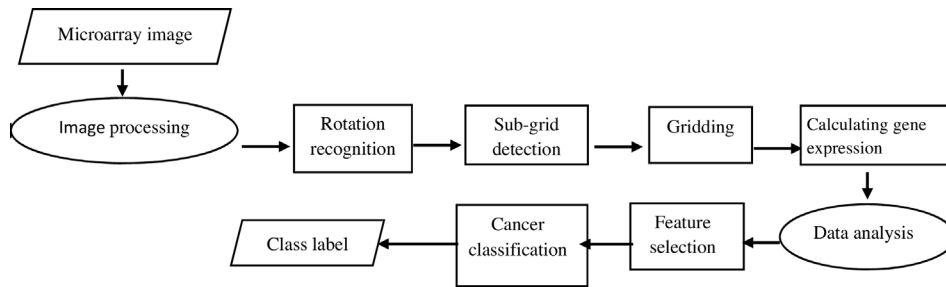 Microarray image
Image processing
Rotation
recognition
Sub-grid
detection
Gridding
Calculating gene
expression
Data analysis
Feature
selection
Cancer
classification
Class label